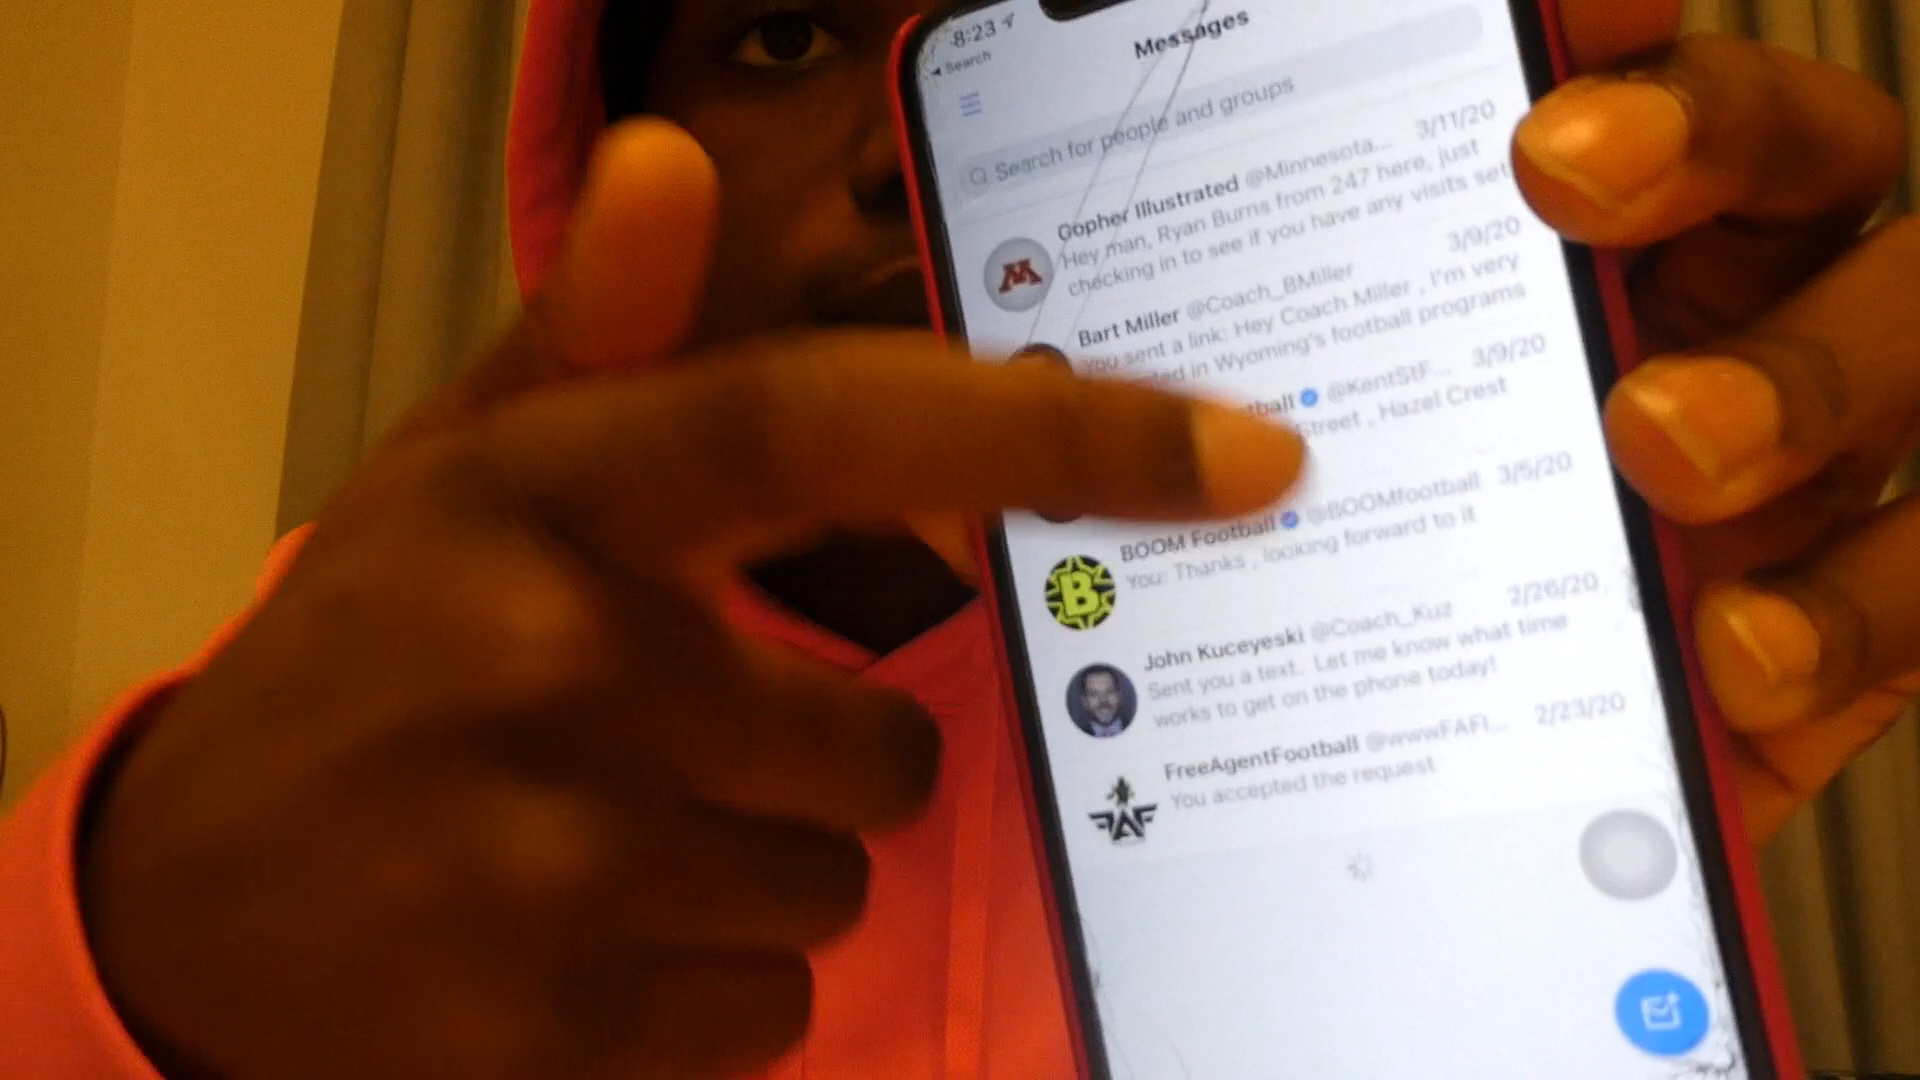 8:23
Search
Messages
Search for people and groups
Gopher Illustrated @Minnesota... 3/11/20
Hey man, Ryan Burns from 247 here, just
checking in to see if you have any visits set
Bart Miller @Coach_BMiller 3/9/20
You sent a link: Hey Coach Miller , I'm very
in Wyoming's football programs
@KentStF... 3/9/20
Street , Hazel Crest
BOOM Football @BOOMfootball 3/5/20
You: Thanks , looking forward to it
John Kuceyeski @Coach_Kuz 2/26/20
Sent you a text. Let me know what time
works to get on the phone today!
FreeAgentFootball @wwwFAFl... 2/23/20
You accepted the request
M
B
FAF